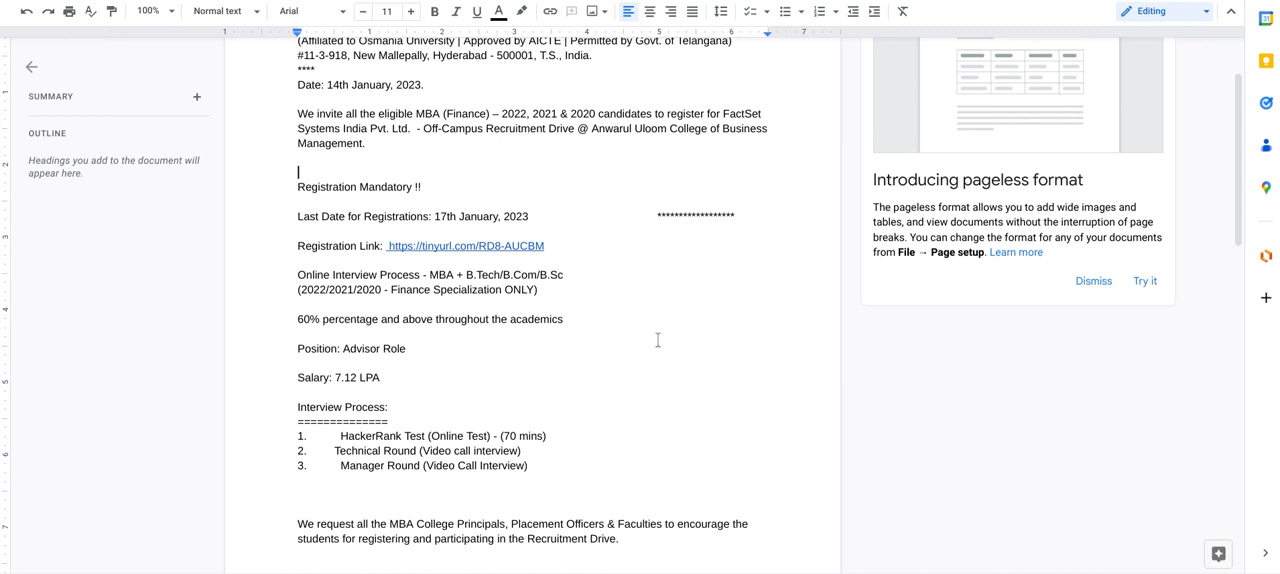 100%
Normal text
Arial
11
Editing
1 1 2 3 4 5 6 7
SUMMARY
OUTLINE
Headings you add to the document will
appear here.
(Affiliated to Osmania University | Approved by AICTE | Permitted by Govt. of Telangana)
#11-3-918, New Mallepally, Hyderabad - 500001, T.S., India.
****
Date: 14th January, 2023.
We invite all the eligible MBA (Finance) – 2022, 2021 & 2020 candidates to register for FactSet
Systems India Pvt. Ltd.  - Off-Campus Recruitment Drive @ Anwarul Uloom College of Business
Management.
Registration Mandatory !!
Last Date for Registrations: 17th January, 2023 ******************
Registration Link:  https://tinyurl.com/RD8-AUCBM
Online Interview Process - MBA + B.Tech/B.Com/B.Sc
(2022/2021/2020 - Finance Specialization ONLY)
60% percentage and above throughout the academics
Position: Advisor Role
Salary: 7.12 LPA
Interview Process:
==============
1. HackerRank Test (Online Test) - (70 mins)
2. Technical Round (Video call interview)
3. Manager Round (Video Call Interview)
We request all the MBA College Principals, Placement Officers & Faculties to encourage the
students for registering and participating in the Recruitment Drive.
Introducing pageless format
The pageless format allows you to add wide images and
tables, and view documents without the interruption of page
breaks. You can change the format for any of your documents
from File → Page setup. Learn more
Dismiss Try it
31